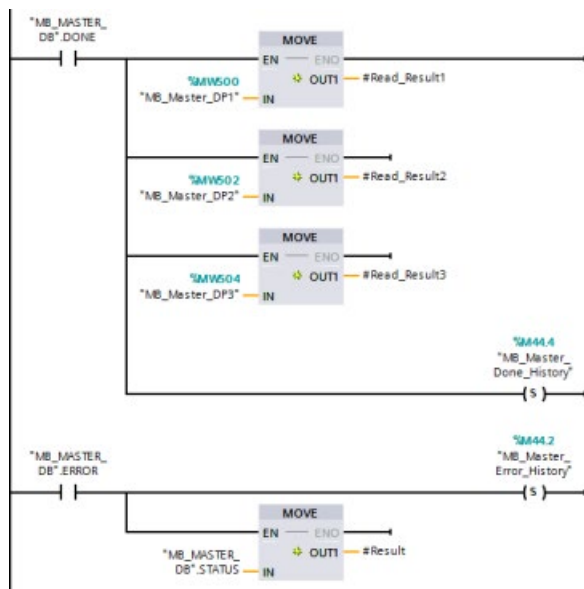 "MB_MASTER_
DB".DONE
MOVE
EN ENO
%MW500
"MB_Master_DP1" IN
OUT1 #Read_Result1
MOVE
EN ENO
%MW502
"MB_Master_DP2" IN
OUT1 #Read_Result2
MOVE
EN ENO
%MW504
"MB_Master_DP3" IN
OUT1 #Read_Result3
%M44.4
"MB_Master_
Done_History"
S
%M44.2
"MB_Master_
Error_History"
S
"MB_MASTER_
DB".ERROR
MOVE
EN ENO
OUT1 #Result
"MB_MASTER_
DB".STATUS IN